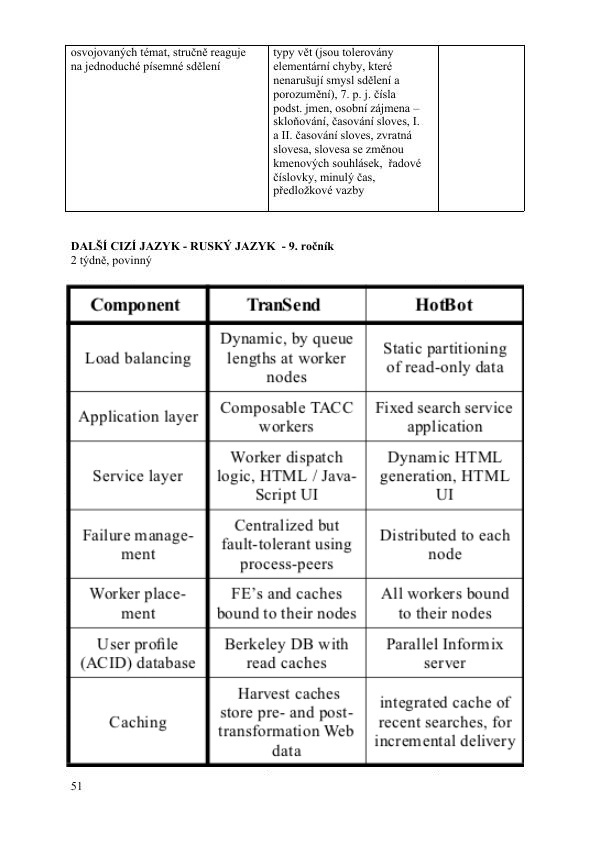 osvojovaných témat, stručně reaguje
na jednoduché písemné sdělení
typy vět (jsou tolerovány
elementární chyby, které
nenarušují smysl sdělení a
porozumění), 7. p. j. čísla
podst. jmen, osobní zájmena –
skloňování, časování sloves, I.
a II. časování sloves, zvratná
slovesa, slovesa se změnou
kmenových souhlásek,  řadové
číslovky, minulý čas,
předložkové vazby
DALŠÍ CIZÍ JAZYK - RUSKÝ JAZYK  - 9. ročník
2 týdně, povinný
Component
TranSend
HotBot
Load balancing
Dynamic, by queue
lengths at worker
nodes
Static partitioning
of read-only data
Application layer
Composable TACC
workers
Fixed search service
application
Service layer
Worker dispatch
logic, HTML / Java-
Script UI
Dynamic HTML
generation, HTML
UI
Failure manage-
ment
Centralized but
fault-tolerant using
process-peers
Distributed to each
node
Worker place-
ment
FE's and caches
bound to their nodes
All workers bound
to their nodes
User profile
(ACID) database
Berkeley DB with
read caches
Parallel Informix
server
Caching
Harvest caches
store pre- and post-
transformation Web
data
integrated cache of
recent searches, for
incremental delivery
51